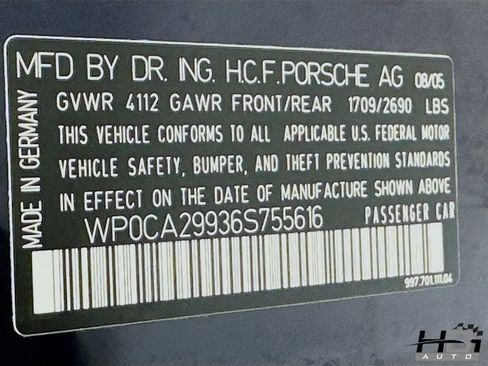 MFD BY DR. ING. H.C.F. PORSCHE AG 08/05
GVWR 4112 GAWR FRONT/REAR 1709/2690 LBS
THIS VEHICLE CONFORMS TO ALL APPLICABLE U.S. FEDERAL MOTOR
VEHICLE SAFETY, BUMPER, AND THEFT PREVENTION STANDARDS
IN EFFECT ON THE DATE OF MANUFACTURE SHOWN ABOVE
WP0CA29936S755616 PASSENGER CAR
MADE IN GERMANY
997.701.111.04
AUTO